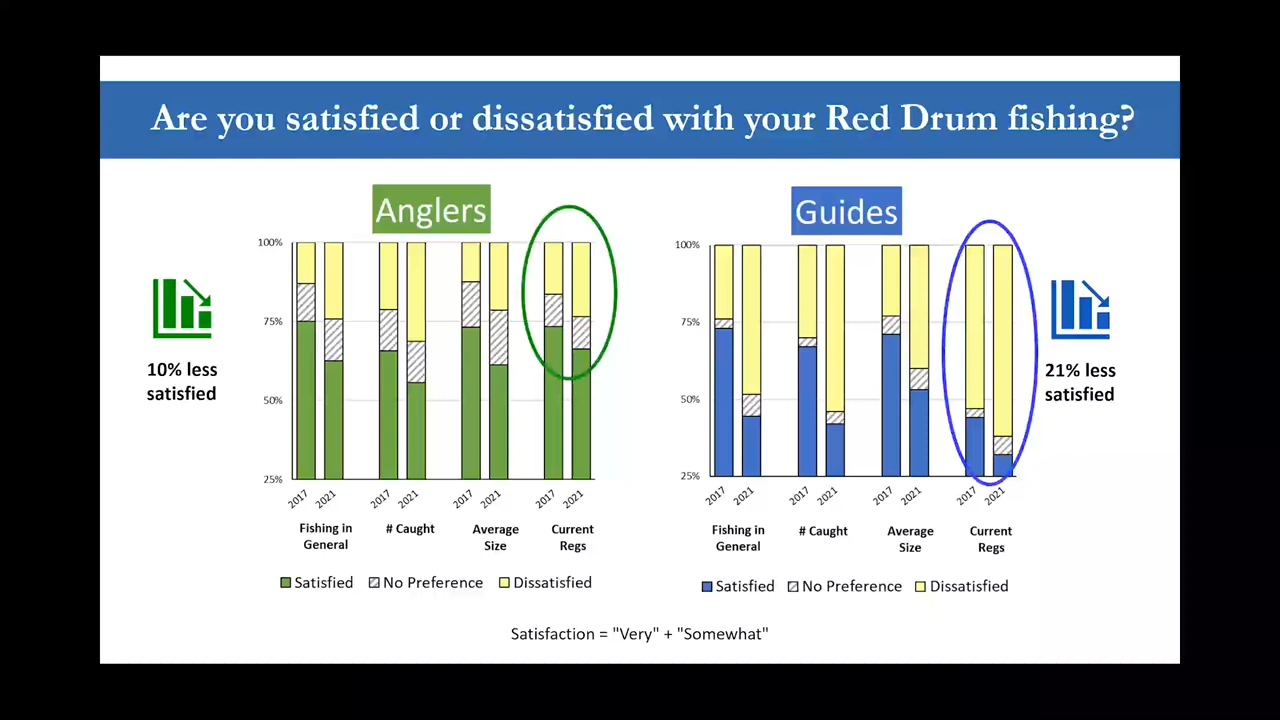 Are you satisfied or dissatisfied with your Red Drum fishing?
Anglers
100%
75%
50%
25%
2017 2021 2017 2021 2017 2021 2017 2021
Fishing in General
# Caught
Average Size
Current Regs
Satisfied No Preference Dissatisfied
10% less
satisfied
Guides
100%
75%
50%
25%
2017 2021 2017 2021 2017 2021 2017 2021
Fishing in General
# Caught
Average Size
Current Regs
Satisfied No Preference Dissatisfied
21% less
satisfied
Satisfaction = "Very" + "Somewhat"